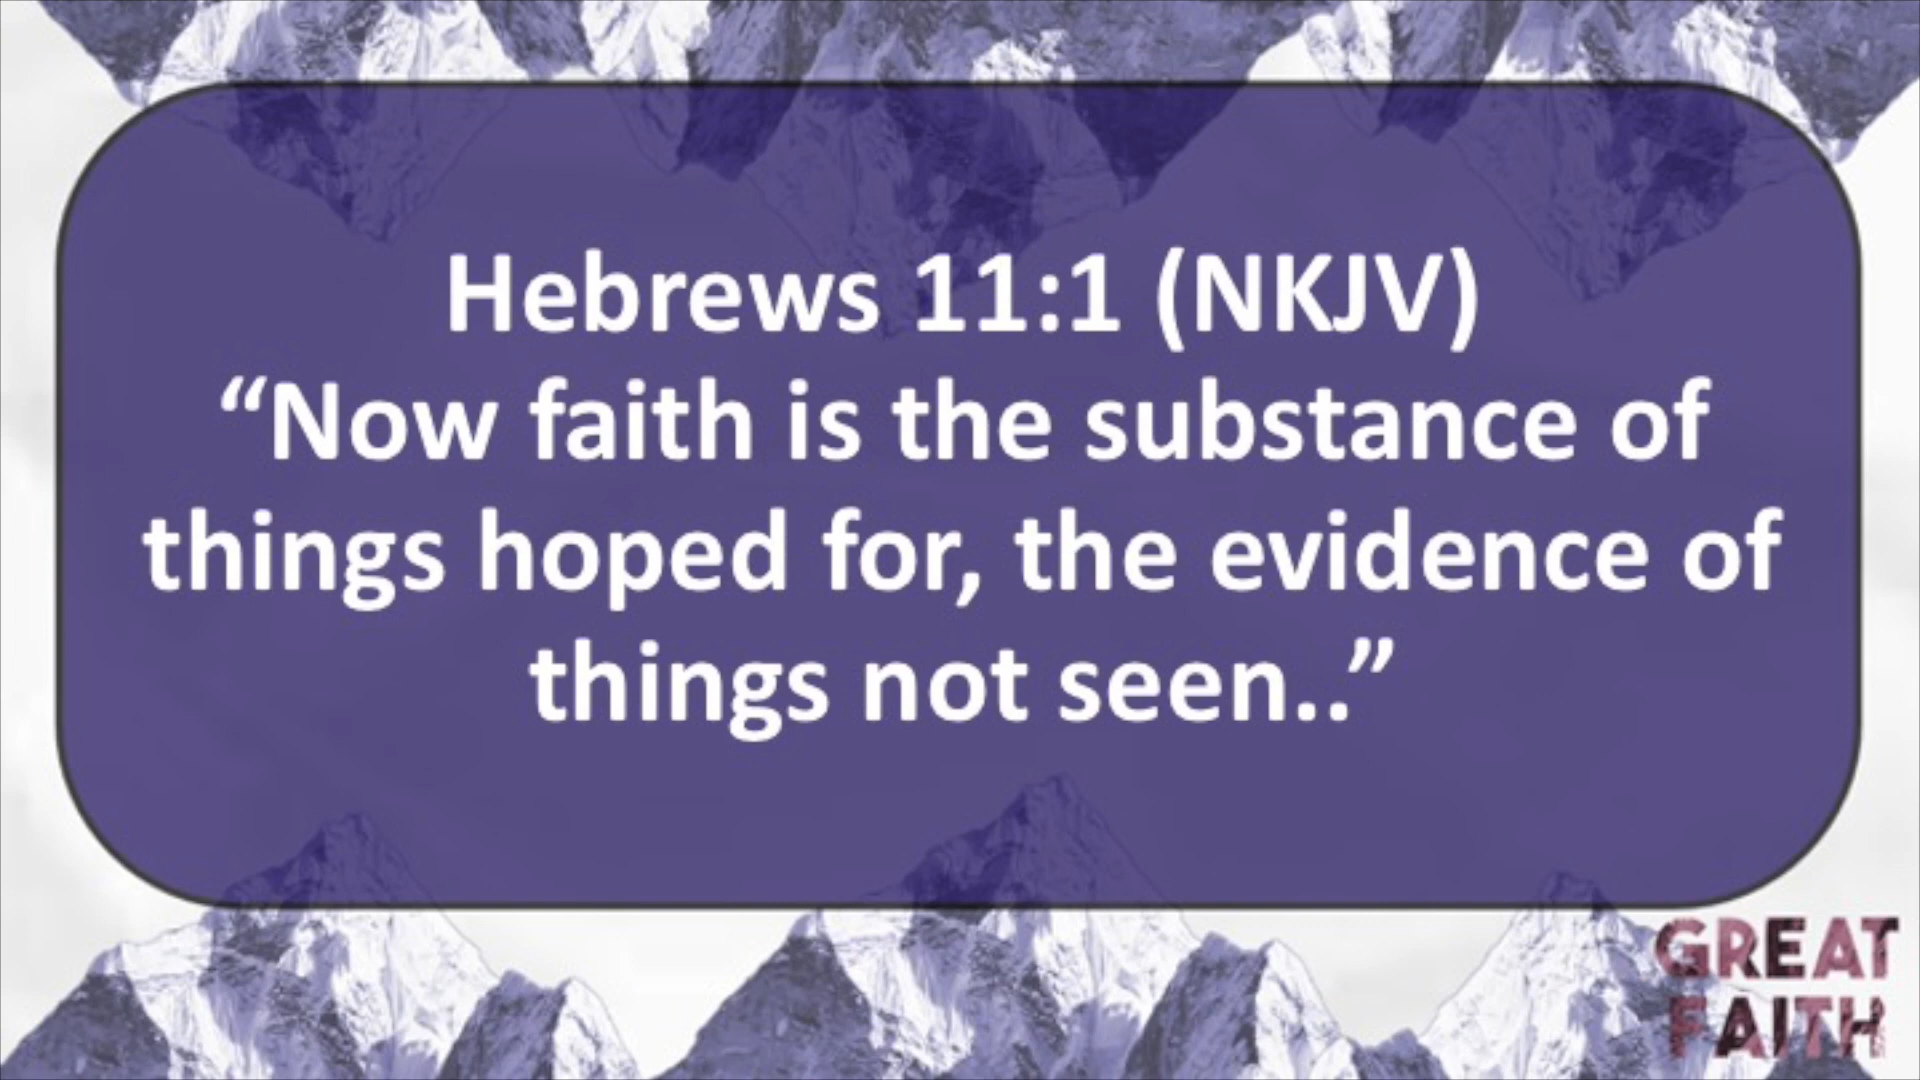 Hebrews 11:1 (NKJV)
“Now faith is the substance of
things hoped for, the evidence of
things not seen..”
GREAT
FAITH